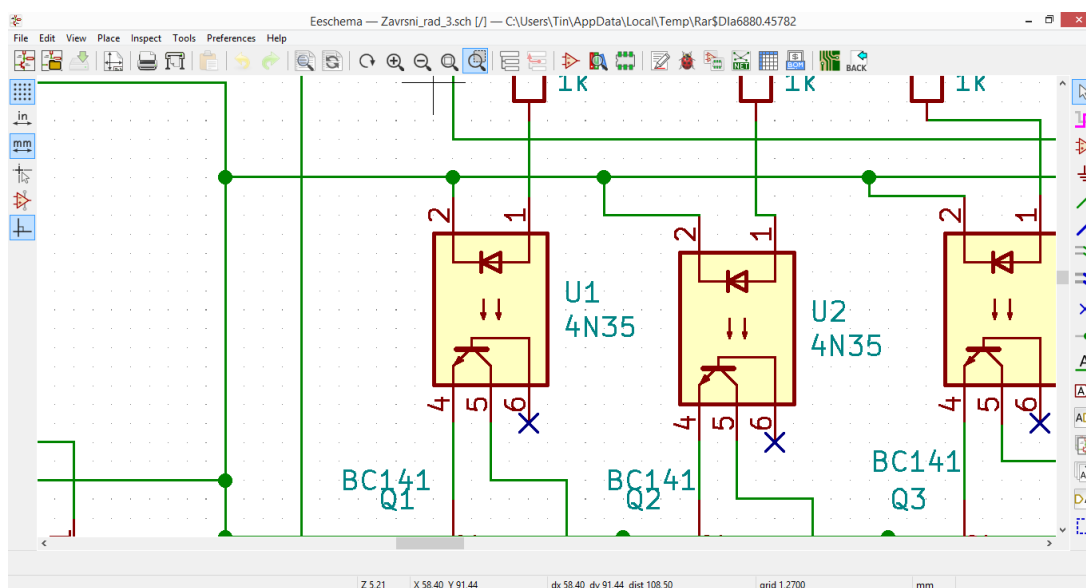 Eeschema — Zavrsni_rad_3.sch [/] — C:\Users\Tin\AppData\Local\Temp\Rar$DIa6880.45782
File Edit View Place Inspect Tools Preferences Help
NET
BOM
BACK
in
mm
1k
1k
2
1
2
1
2
1
U1
4N35
U2
4N35
4
5
6
4
5
6
4
5
6
BC141
Q1
BC141
Q2
BC141
Q3
A
Z 5.21
X 58.40 Y 91.44
dx 58.40 dy 91.44 dist 108.50
grid 1.2700
mm